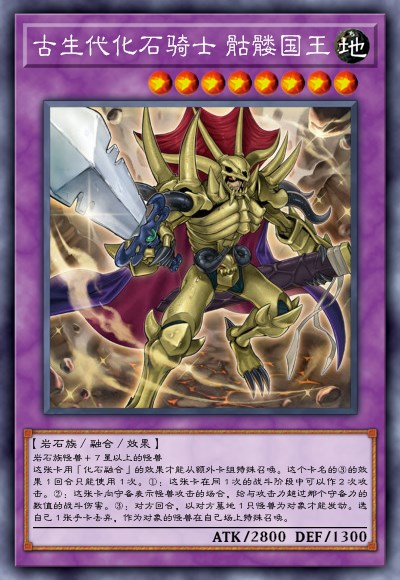 古生代化石骑士 骷髅国王 地
【岩石族／融合／效果】
岩石族怪兽＋7星以上的怪兽
这张卡用「化石融合」的效果才能从额外卡组特殊召唤。这个卡名的③的效
果1回合只能使用1次。①：这张卡在同1次的战斗阶段中可以作2次攻
击。②：这张卡向守备表示怪兽攻击的场合，给与攻击力超过那个守备力的
数值的战斗伤害。③：对方回合，以对方墓地1只怪兽为对象才能发动。选
自己1张手卡丢弃，作为对象的怪兽在自己场上特殊召唤。
ATK/2800 DEF/1300